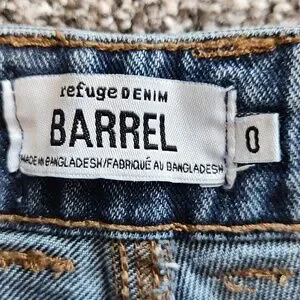 refuge DENIM
BARREL
0
MADE IN BANGLADESH/FABRIQUÉ AU BANGLADESH